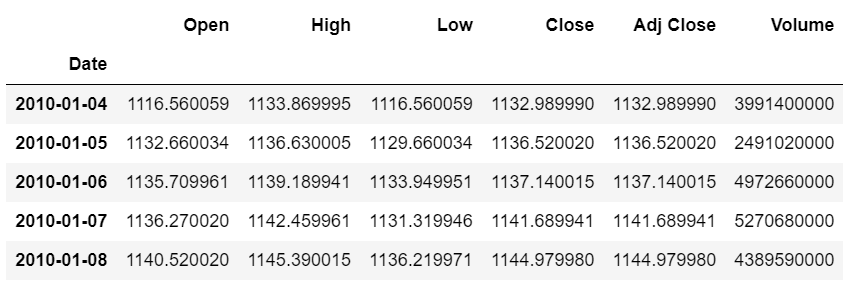 Open High Low Close Adj Close Volume
Date
2010-01-04 1116.560059 1133.869995 1116.560059 1132.989990 1132.989990 3991400000
2010-01-05 1132.660034 1136.630005 1129.660034 1136.520020 1136.520020 2491020000
2010-01-06 1135.709961 1139.189941 1133.949951 1137.140015 1137.140015 4972660000
2010-01-07 1136.270020 1142.459961 1131.319946 1141.689941 1141.689941 5270680000
2010-01-08 1140.520020 1145.390015 1136.219971 1144.979980 1144.979980 4389590000